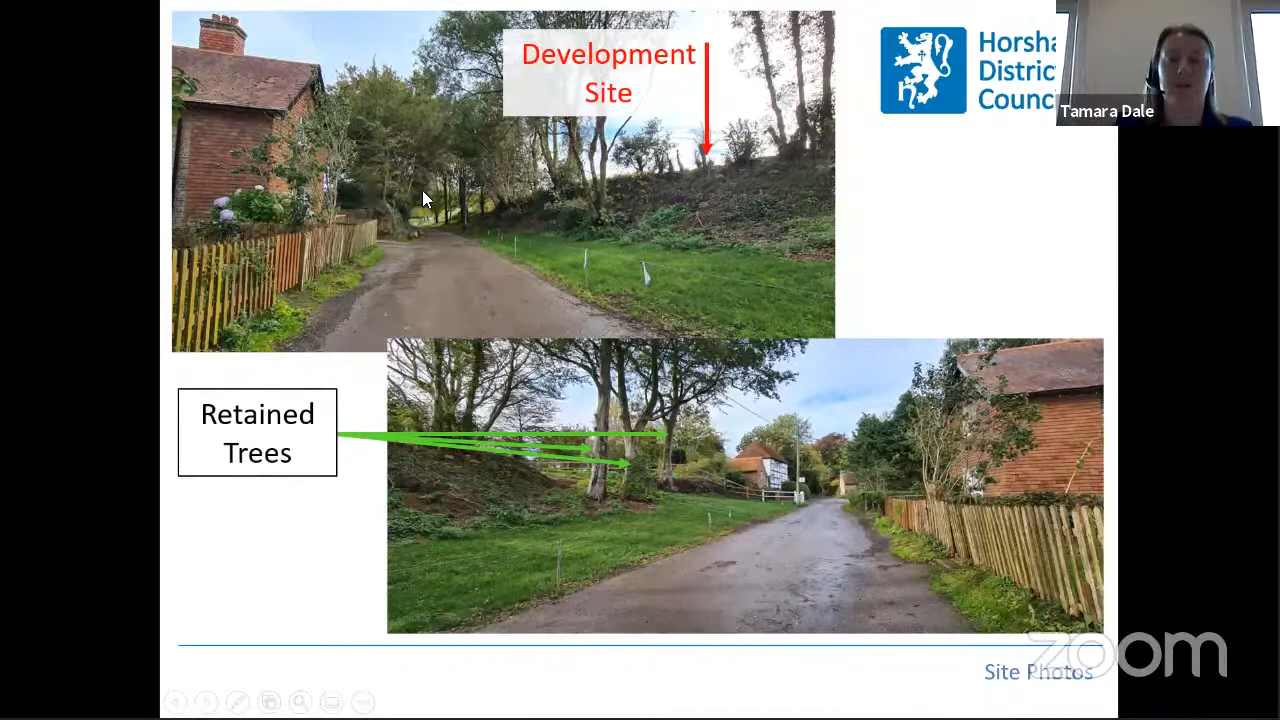 Development
Site
Horsha
Distric
Counc
Tamara Dale
Retained
Trees
Site Photos
zoom